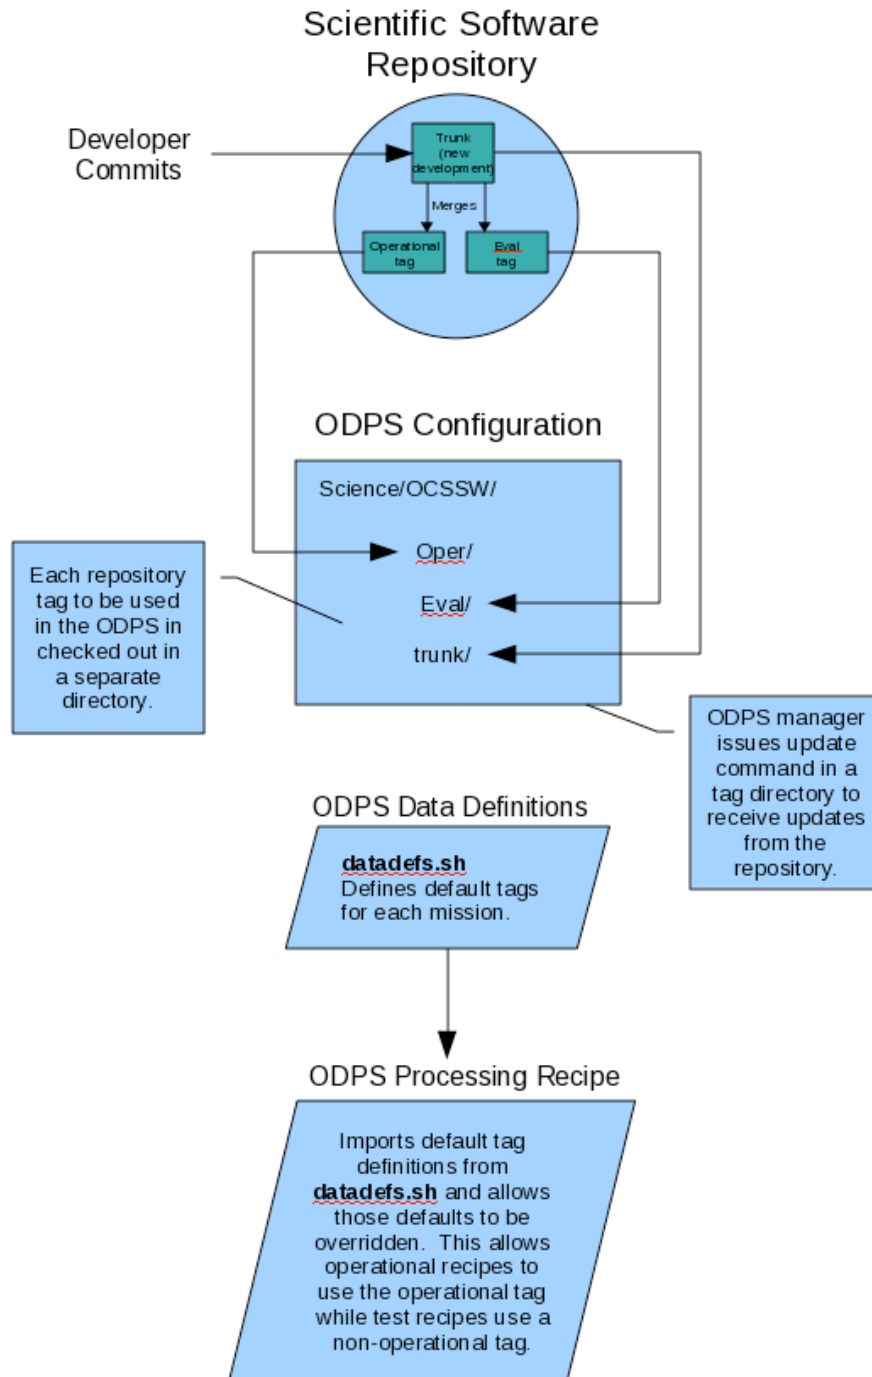 Scientific Software
Repository
Developer
Commits
Trunk
(new
development)
Merges
Operational
tag
Eval
tag
ODPS Configuration
Science/OCSSW/
Oper/
Eval/
trunk/
Each repository
tag to be used
in the ODPS in
checked out in
a separate
directory.
ODPS manager
issues update
command in a
tag directory to
receive updates
from the
repository.
ODPS Data Definitions
datadefs.sh
Defines default tags
for each mission.
ODPS Processing Recipe
Imports default tag
definitions from
datadefs.sh and allows
those defaults to be
overridden.  This allows
operational recipes to
use the operational tag
while test recipes use a
non-operational tag.